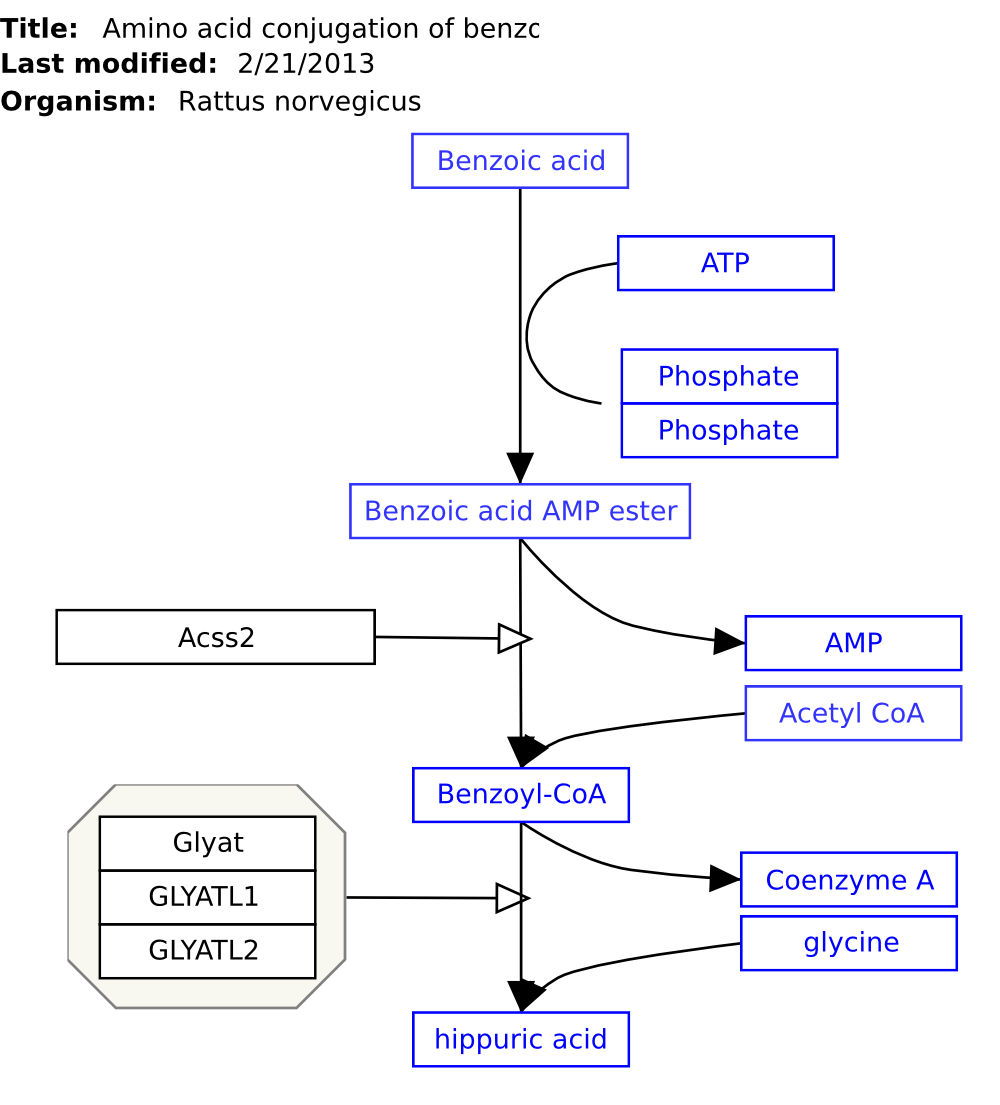 Title: Amino acid conjugation of benzc
Last modified: 2/21/2013
Organism: Rattus norvegicus
Benzoic acid
ATP
Phosphate
Phosphate
Benzoic acid AMP ester
Acss2
AMP
Acetyl CoA
Benzoyl-CoA
Glyat
GLYATL1
GLYATL2
Coenzyme A
glycine
hippuric acid